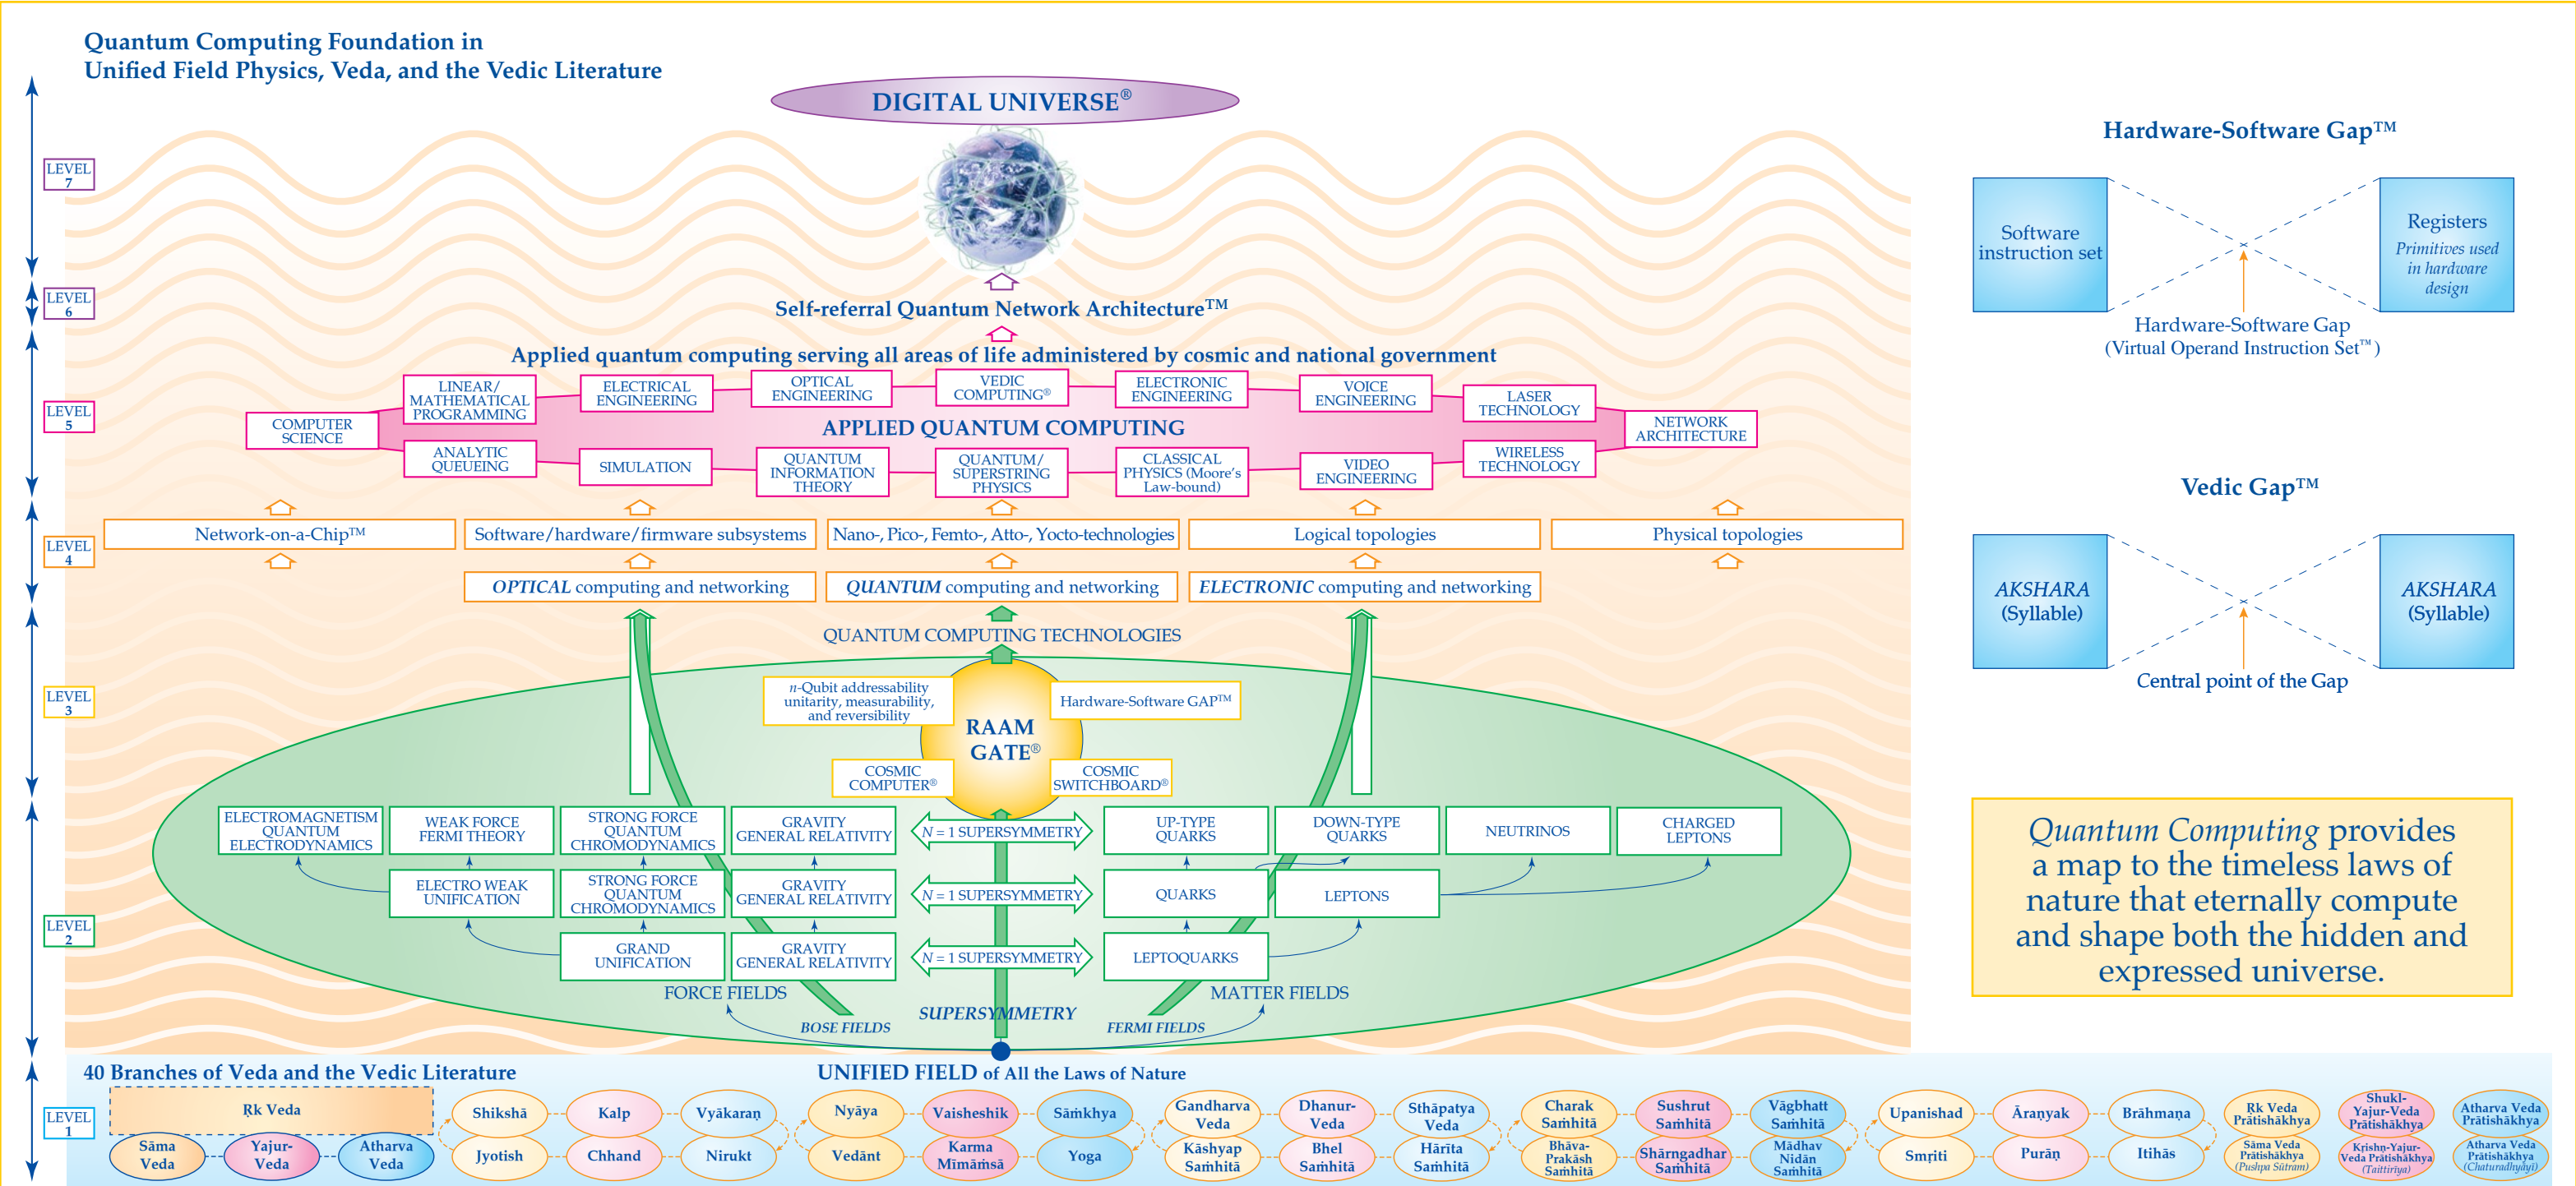 Quantum Computing Foundation in
Unified Field Physics, Veda, and the Vedic Literature
DIGITAL UNIVERSE®
LEVEL
7
LEVEL
6
Self-referral Quantum Network Architecture™
Applied quantum computing serving all areas of life administered by cosmic and national government
LEVEL
5
COMPUTER
SCIENCE
LINEAR/
MATHEMATICAL
PROGRAMMING
ELECTRICAL
ENGINEERING
OPTICAL
ENGINEERING
VEDIC
COMPUTING®
ELECTRONIC
ENGINEERING
VOICE
ENGINEERING
LASER
TECHNOLOGY
NETWORK
ARCHITECTURE
APPLIED QUANTUM COMPUTING
ANALYTIC
QUEUEING
SIMULATION
QUANTUM
INFORMATION
THEORY
QUANTUM/
SUPERSTRING
PHYSICS
CLASSICAL
PHYSICS (Moore's
Law-bound)
VIDEO
ENGINEERING
WIRELESS
TECHNOLOGY
LEVEL
4
Network-on-a-Chip™
Software/hardware/firmware subsystems
Nano-, Pico-, Femto-, Atto-, Yocto-technologies
Logical topologies
Physical topologies
OPTICAL computing and networking
QUANTUM computing and networking
ELECTRONIC computing and networking
QUANTUM COMPUTING TECHNOLOGIES
LEVEL
3
n-Qubit addressability
unitarity, measurability,
and reversibility
Hardware-Software GAP™
RAAM
GATE®
COSMIC
COMPUTER®
COSMIC
SWITCHBOARD®
LEVEL
2
ELECTROMAGNETISM
QUANTUM
ELECTRODYNAMICS
WEAK FORCE
FERMI THEORY
STRONG FORCE
QUANTUM
CHROMODYNAMICS
GRAVITY
GENERAL RELATIVITY
N = 1 SUPERSYMMETRY
UP-TYPE
QUARKS
DOWN-TYPE
QUARKS
NEUTRINOS
CHARGED
LEPTONS
ELECTRO WEAK
UNIFICATION
STRONG FORCE
QUANTUM
CHROMODYNAMICS
GRAVITY
GENERAL RELATIVITY
N = 1 SUPERSYMMETRY
QUARKS
LEPTONS
GRAND
UNIFICATION
GRAVITY
GENERAL RELATIVITY
N = 1 SUPERSYMMETRY
LEPTOQUARKS
FORCE FIELDS
MATTER FIELDS
BOSE FIELDS
SUPERSYMMETRY
FERMI FIELDS
LEVEL
1
40 Branches of Veda and the Vedic Literature
UNIFIED FIELD of All the Laws of Nature
Ṛk Veda
Sāma
Veda
Yajur-
Veda
Atharva
Veda
Shikshā
Kalp
Vyākaraṇ
Jyotish
Chhand
Nirukt
Nyāya
Vaisheshik
Sāṁkhya
Vedānt
Karma
Mīmāṁsā
Yoga
Gandharva
Veda
Dhanur-
Veda
Sthāpatya
Veda
Kāshyap
Saṁhitā
Bhel
Saṁhitā
Hārīta
Saṁhitā
Charak
Saṁhitā
Sushrut
Saṁhitā
Vāgbhatt
Saṁhitā
Bhāva-
Prakāsh
Saṁhitā
Shārngadhar
Saṁhitā
Mādhav
Nidān
Saṁhitā
Upanishad
Āraṇyak
Brāhmaṇa
Smṛiti
Purāṇ
Itihās
Ṛk Veda
Prātishākhya
Shukl-
Yajur-Veda
Prātishākhya
Atharva Veda
Prātishākhya
Sāma Veda
Prātishākhya
(Pushpa Sūtram)
Kṛishṇ-Yajur-
Veda Prātishākhya
(Taittirīya)
Atharva Veda
Prātishākhya
(Chaturadhyāyī)
Hardware-Software Gap™
Software
instruction set
Registers
Primitives used
in hardware
design
Hardware-Software Gap
(Virtual Operand Instruction Set™)
Vedic Gap™
AKSHARA
(Syllable)
AKSHARA
(Syllable)
Central point of the Gap
Quantum Computing provides
a map to the timeless laws of
nature that eternally compute
and shape both the hidden and
expressed universe.